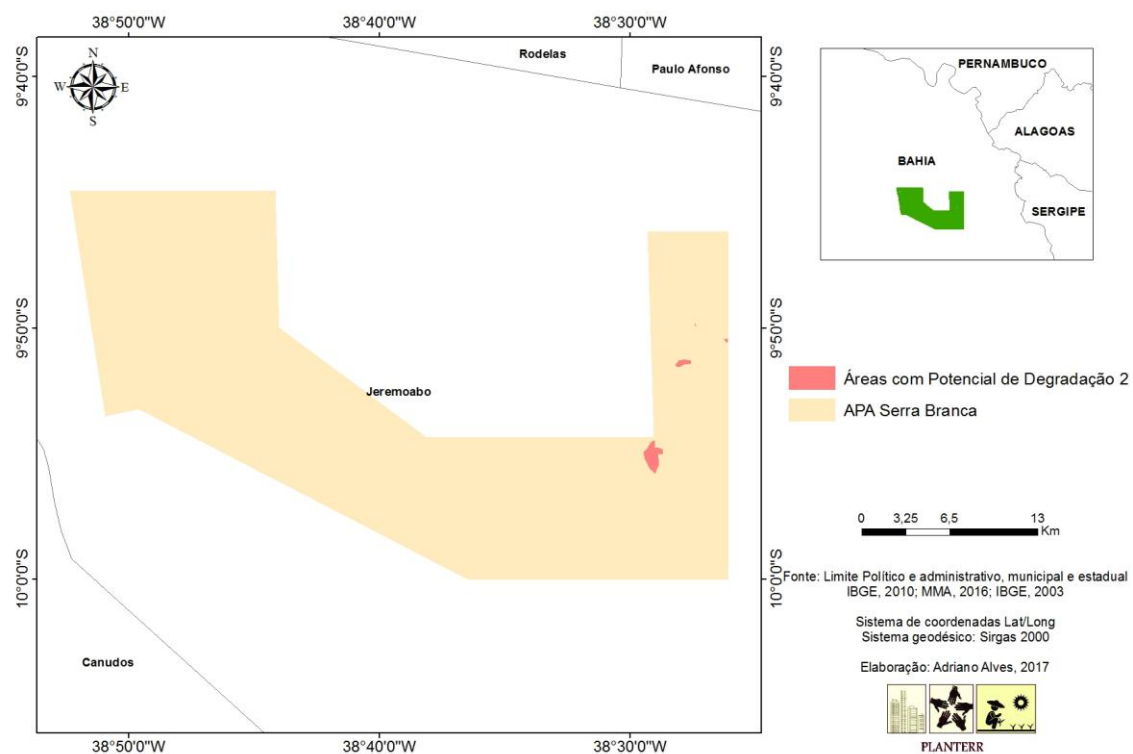 38°50'0"W
38°40'0"W
38°30'0"W
9°40'0"S
9°40'0"S
N
W
E
S
Rodelas
Paulo Afonso
PERNAMBUCO
ALAGOAS
BAHIA
SERGIPE
9°50'0"S
9°50'0"S
Jeremoabo
Áreas com Potencial de Degradação 2
APA Serra Branca
0 3,25 6,5 13
Km
10°0'0"S
10°0'0"S
Fonte: Limite Político e administrativo, municipal e estadual
IBGE, 2010; MMA, 2016; IBGE, 2003
Sistema de coordenadas Lat/Long
Sistema geodésico: Sirgas 2000
Elaboração: Adriano Alves, 2017
Canudos
PLANTERR
38°50'0"W
38°40'0"W
38°30'0"W